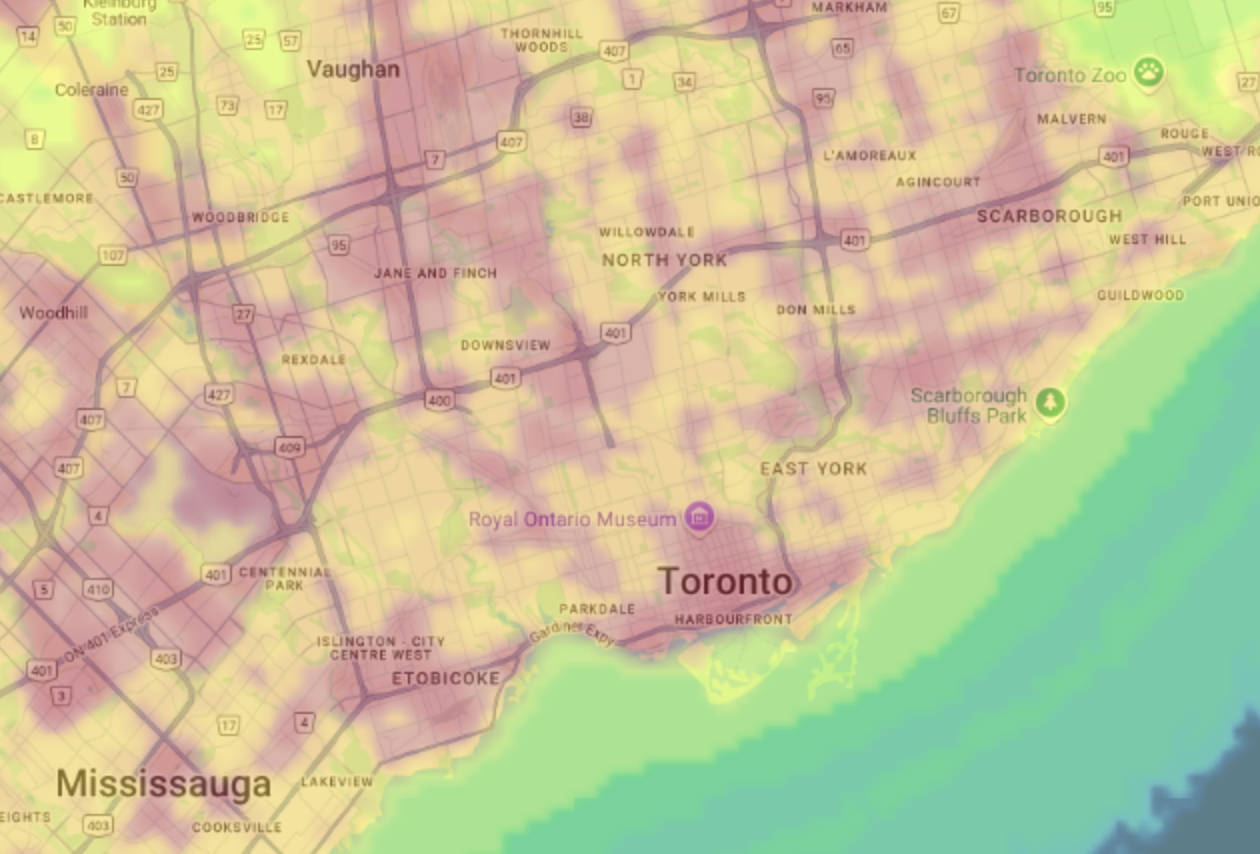 Kleinburg
Station
MARKHAM
50
14
25
57
67
95
THORNHILL
WOODS
407
65
Vaughan
1
34
25
Toronto Zoo
27
Coleraine
427
73
17
95
38
MALVERN
8
407
ROUGE
7
L'AMOREAUX
401
50
AGINCOURT
CASTLEMORE
PORT UNIO
WOODBRIDGE
SCARBOROUGH
95
WILLOWDALE
401
WEST HILL
107
NORTH YORK
JANE AND FINCH
YORK MILLS
GUILDWOOD
Woodhill
27
DON MILLS
401
REXDALE
DOWNSVIEW
7
427
401
400
Scarborough
Bluffs Park
407
409
407
EAST YORK
4
Royal Ontario Museum
401
CENTENNIAL
PARK
5
410
Toronto
PARKDALE
HARBOURFRONT
ON-401 Express
Gardiner Expy
ISLINGTON - CITY
CENTRE WEST
403
401
ETOBICOKE
3
17
4
Mississauga
LAKEVIEW
EIGHTS
403
COOKSVILLE